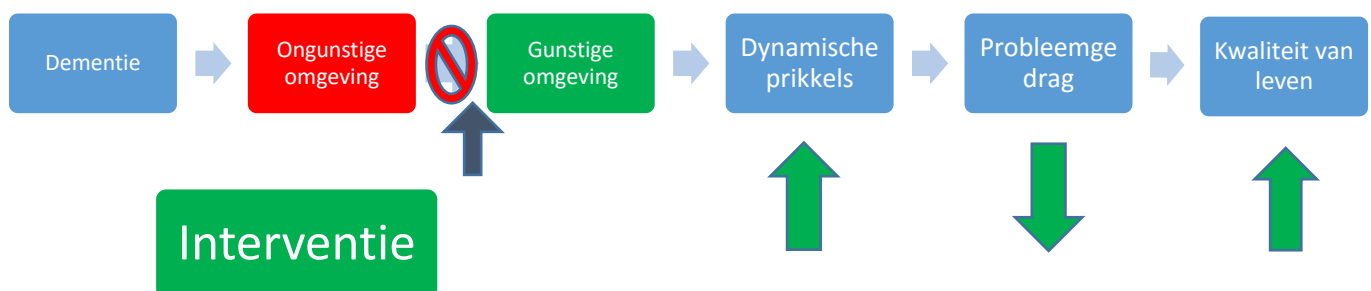 Dementie
Ongunstige
omgeving
Gunstige
omgeving
Dynamische
prikkels
Probleemge
drag
Kwaliteit van
leven
Interventie